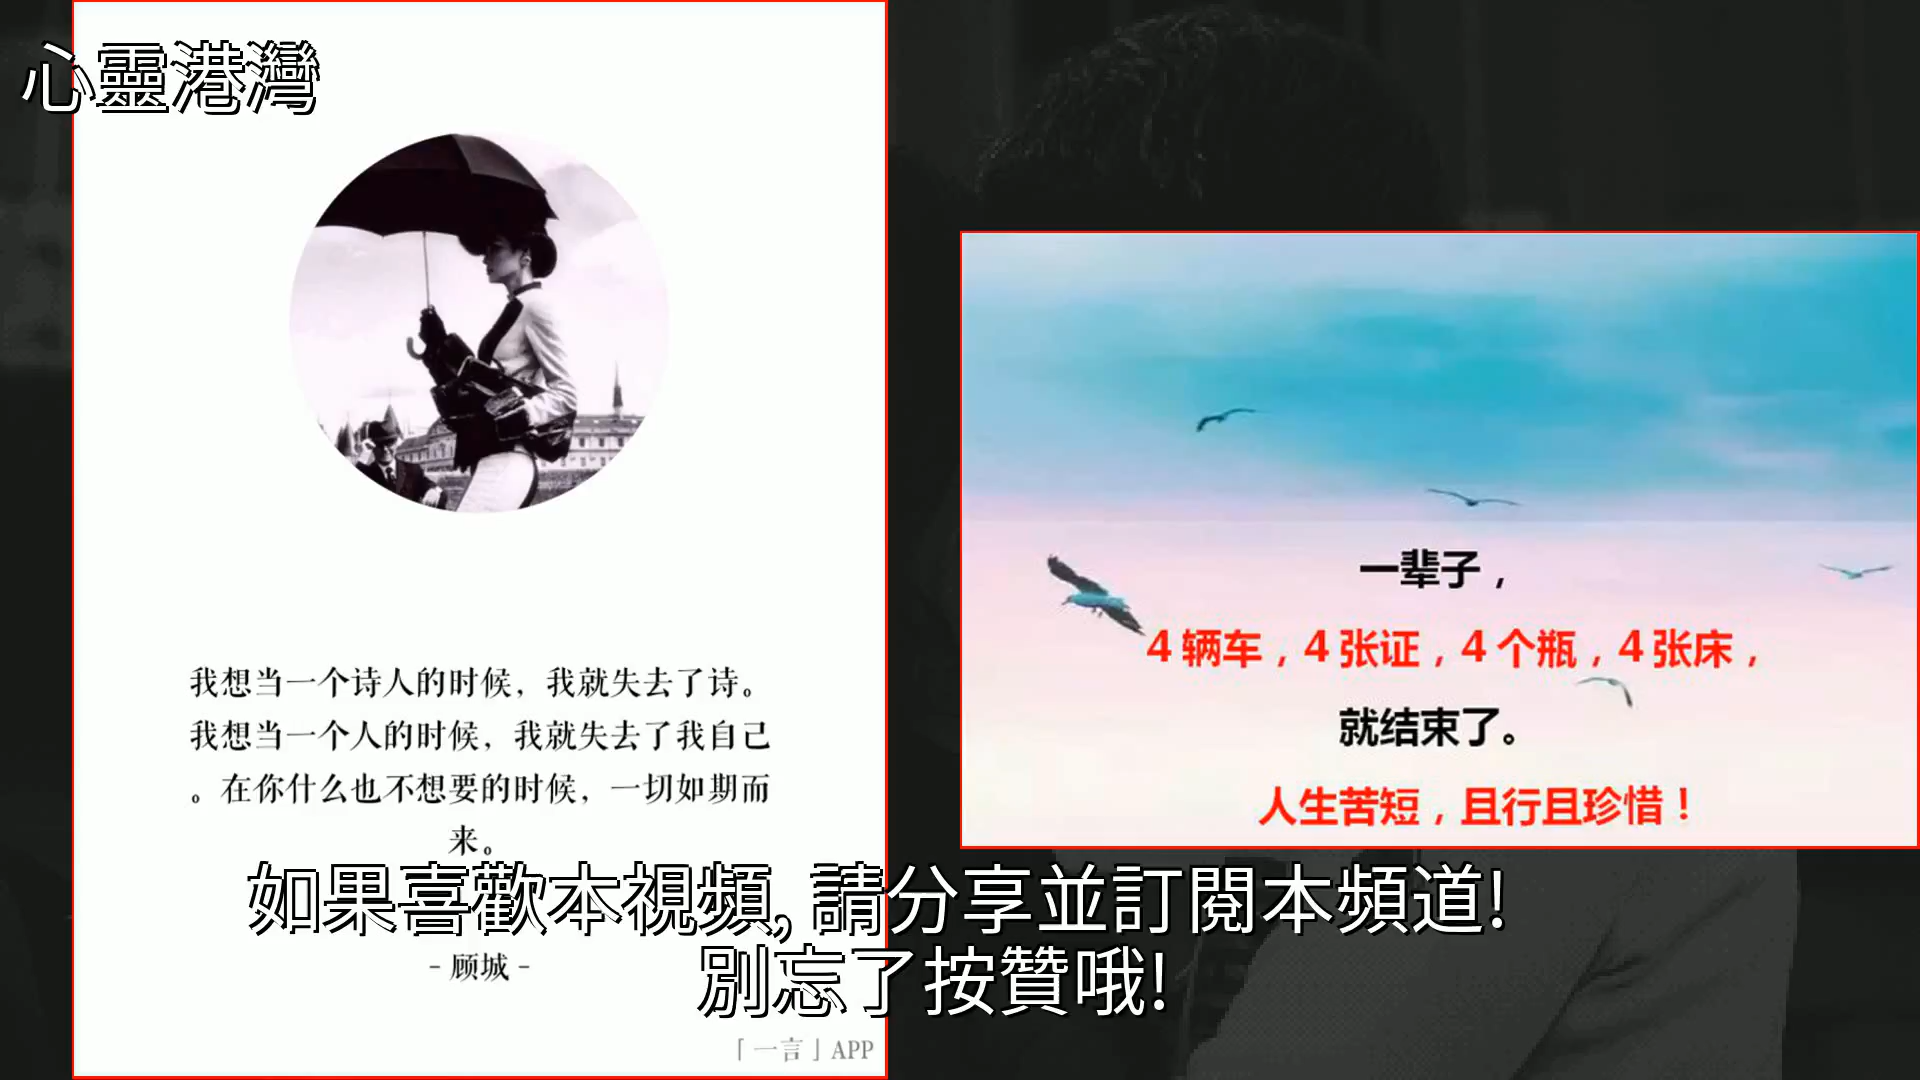 心靈港灣
我想当一个诗人的时候，我就失去了诗。
我想当一个人的时候，我就失去了我自己
。在你什么也不想要的时候，一切如期而
来。
- 顾城 -
「一言」APP
一辈子，
4辆车，4张证，4个瓶，4张床，
就结束了。
人生苦短，且行且珍惜！
如果喜歡本視頻, 請分享並訂閱本頻道!
別忘了按贊哦!